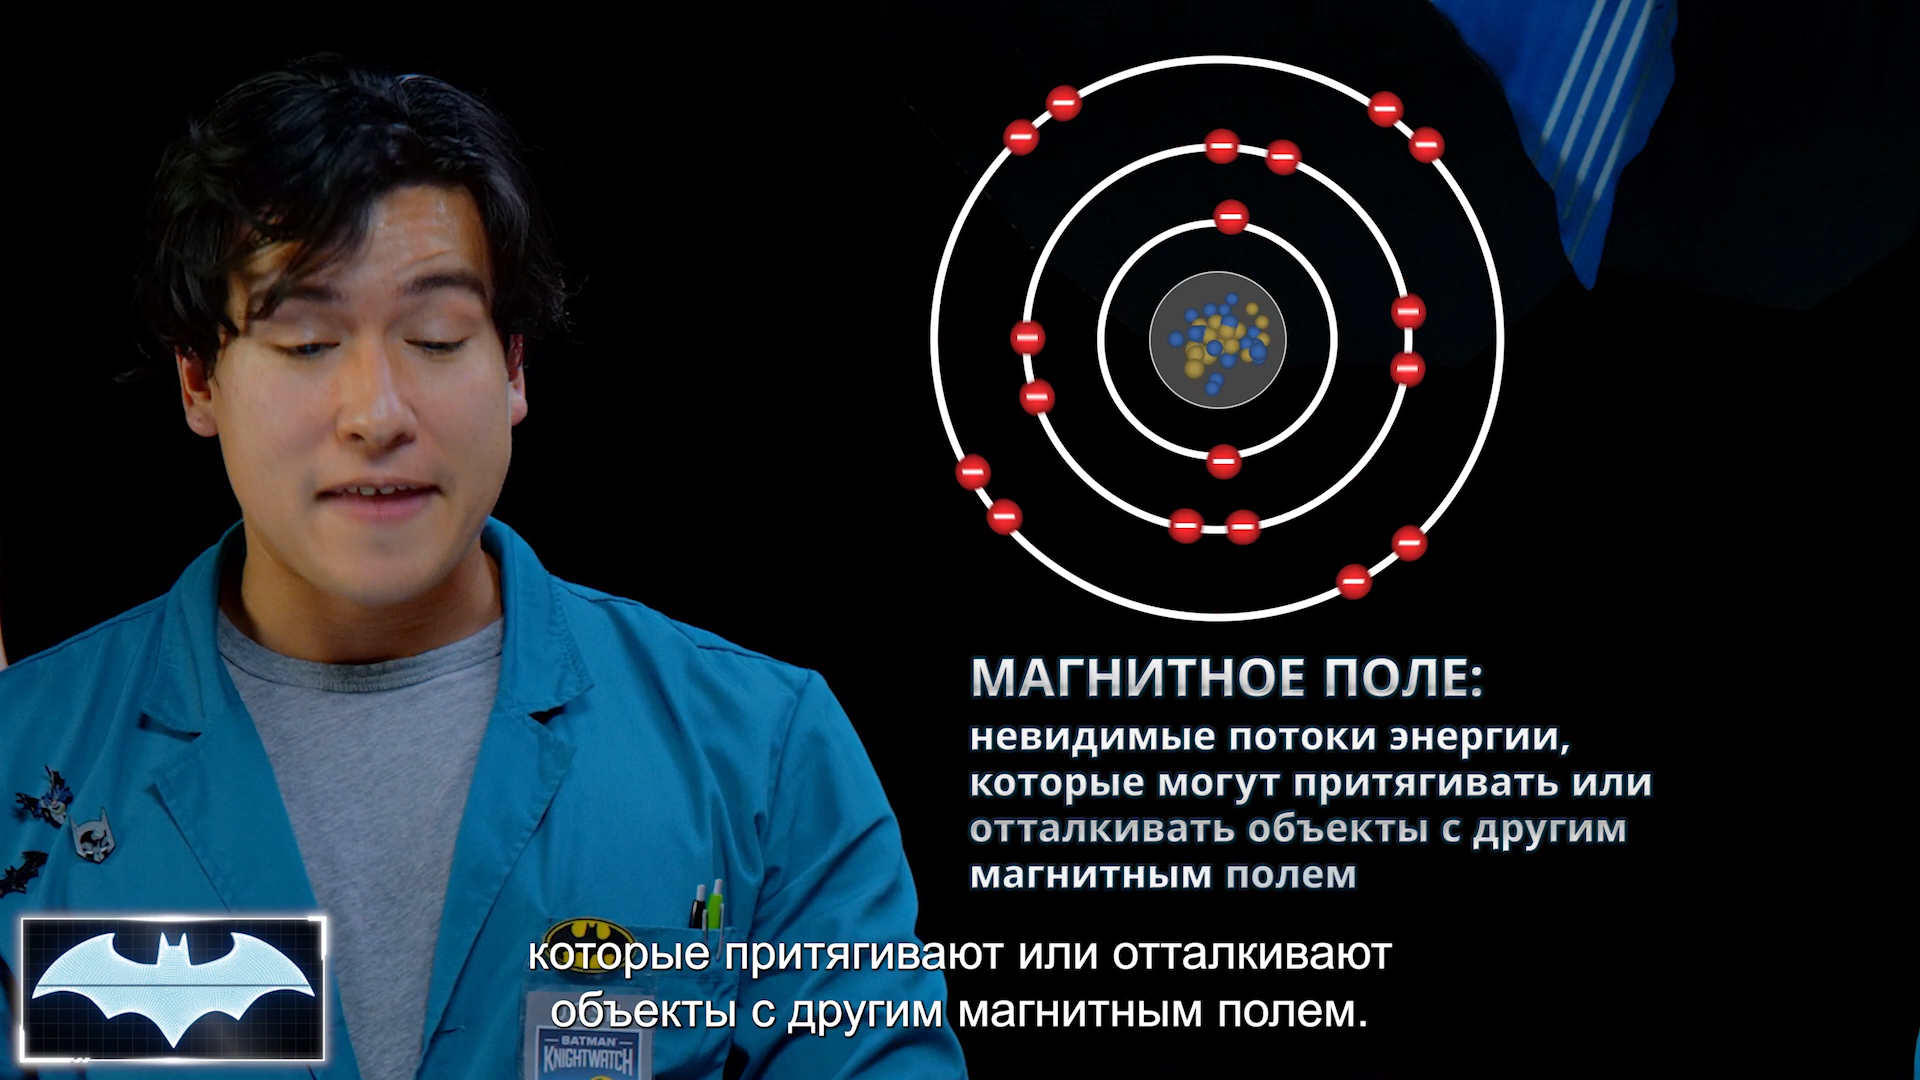 МАГНИТНОЕ ПОЛЕ:
невидимые потоки энергии,
которые могут притягивать или
отталкивать объекты с другим
магнитным полем
которые притягивают или отталкивают
объекты с другим магнитным полем.
BATMAN
KNIGHTWATCH